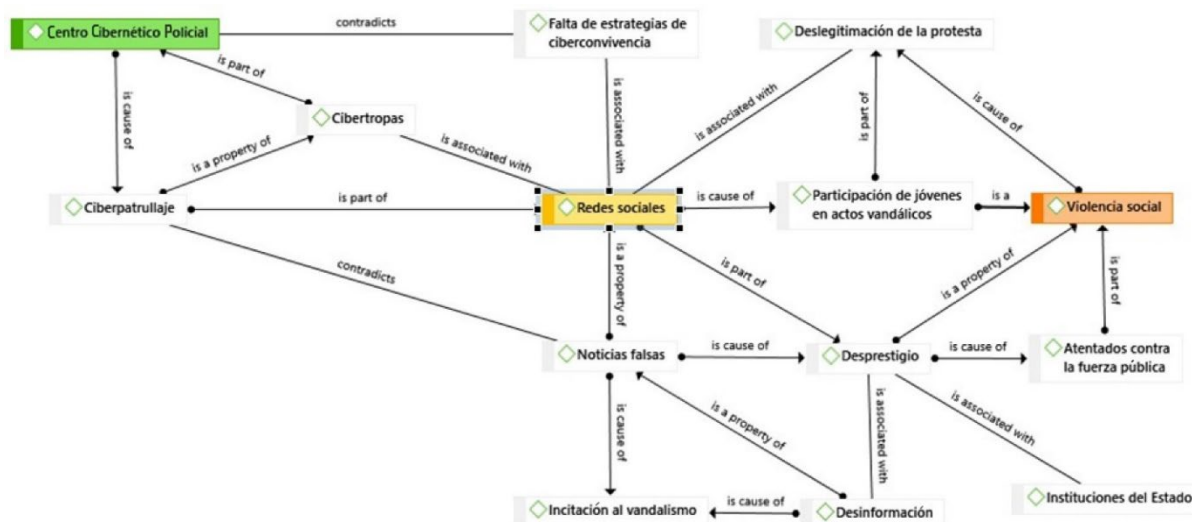 Centro Cibernético Policial
contradicts
Falta de estrategias de
ciberconvivencia
Deslegitimación de la protesta
is part of
is cause of
Cibertropas
is associated with
is associated with
is associated with
is part of
is cause of
is a property of
Ciberpatrullaje
is part of
Redes sociales
is cause of
Participación de jóvenes
en actos vandálicos
is a
Violencia social
contradicts
is a property of
is part of
is a property of
is part of
Noticias falsas
is cause of
Desprestigio
is cause of
Atentados contra
la fuerza pública
is cause of
is a property of
is associated with
is associated with
Incitación al vandalismo
is cause of
Desinformación
Instituciones del Estado